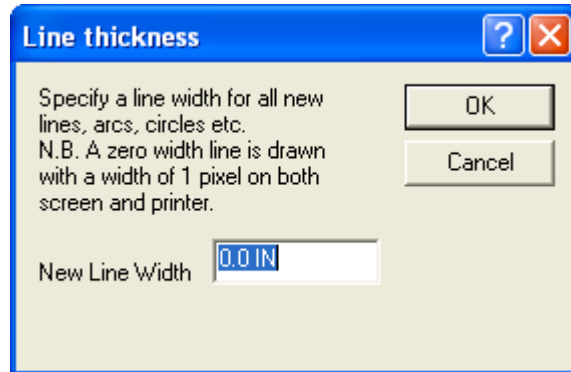 Line thickness
Specify a line width for all new
lines, arcs, circles etc.
N.B. A zero width line is drawn
with a width of 1 pixel on both
screen and printer.
OK
Cancel
New Line Width 0.0 IN